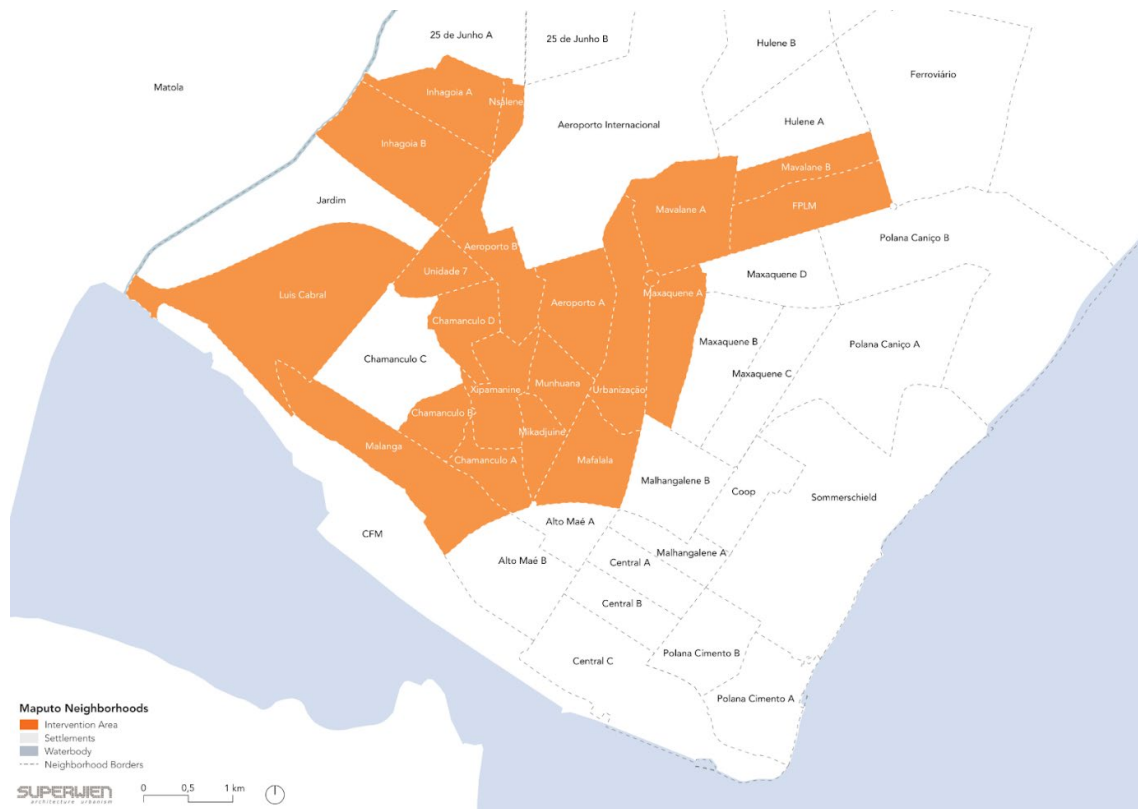 25 de Junho A
25 de Junho B
Hulene B
Ferroviário
Matola
Inhagoia A
Nsalene
Aeroporto Internacional
Hulene A
Inhagoia B
Mavalane B
Jardim
Mavalane A
FPLM
Polana Caniço B
Aeroporto B
Unidade 7
Maxaquene D
Luis Cabral
Aeroporto A
Maxaquene A
Chamanculo D
Maxaquene B
Polana Caniço A
Chamanculo C
Maxaquene C
Xipamanine
Munhuana
Urbanização
Chamanculo B
Mikadjuine
Malanga
Chamanculo A
Mafalala
Malhangalene B
Coop
Sommerschield
Alto Maé A
CFM
Malhangalene A
Alto Maé B
Central A
Central B
Polana Cimento B
Central C
Polana Cimento A
Maputo Neighborhoods
Intervention Area
Settlements
Waterbody
Neighborhood Borders
SUPERWIEN
architecture urbanism
0 0,5 1 km